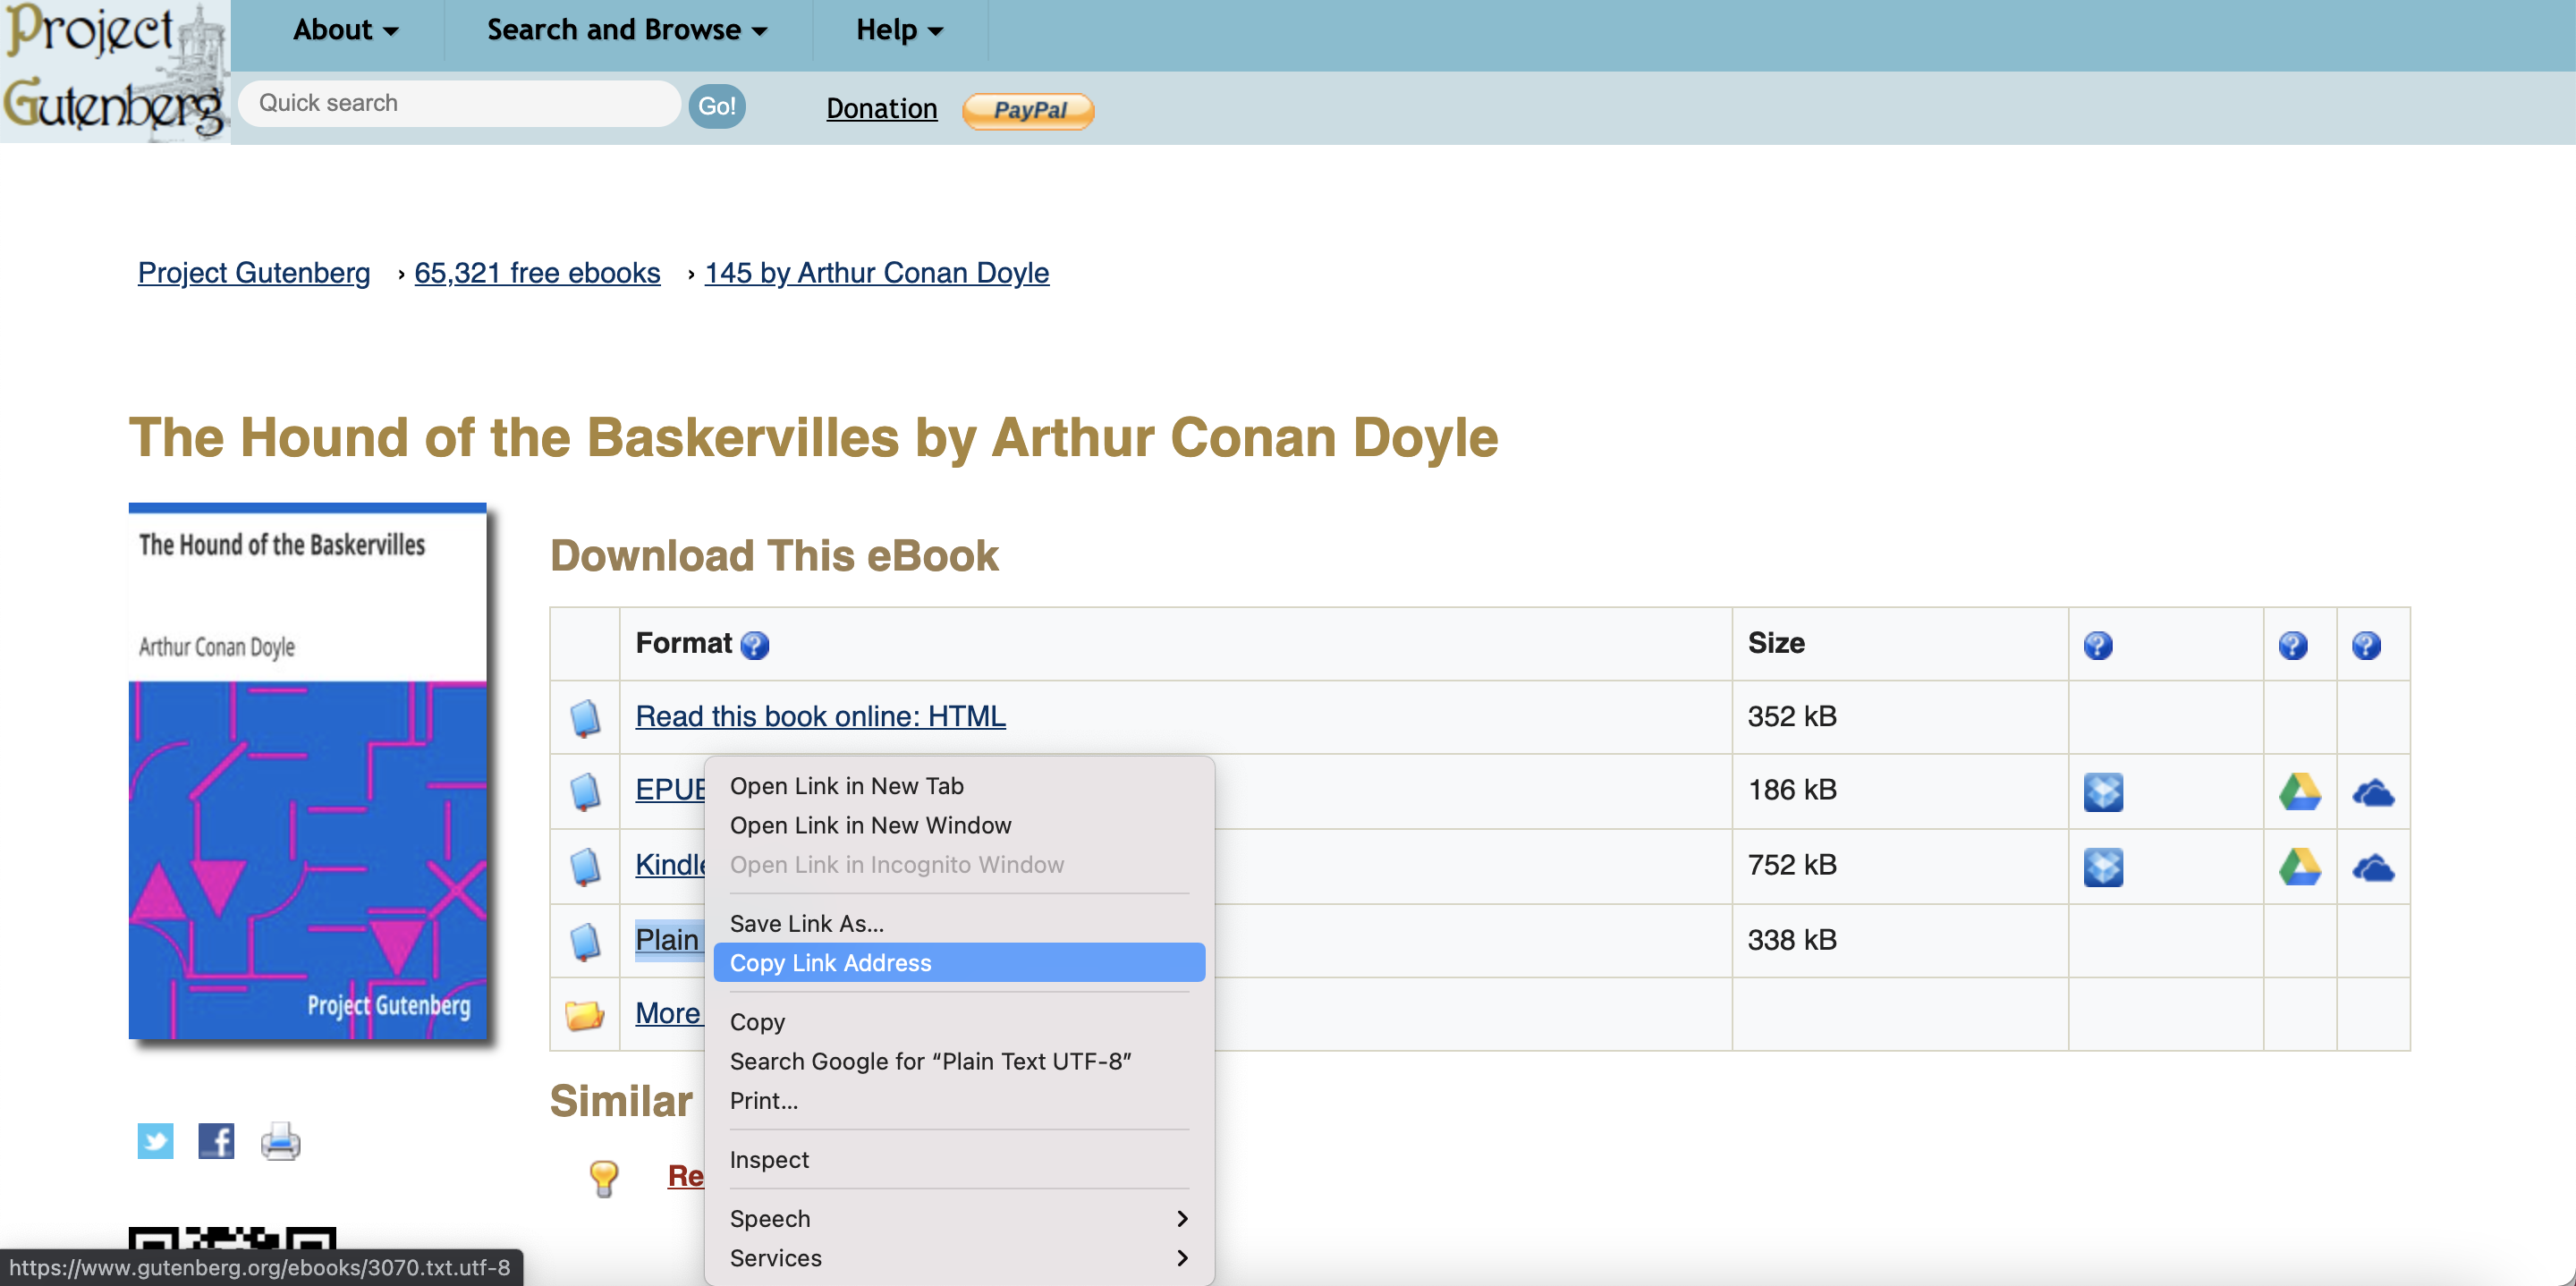 Project
Gutenberg
About
Search and Browse
Help
Quick search
Go!
Donation
PayPal
Project Gutenberg › 65,321 free ebooks › 145 by Arthur Conan Doyle
The Hound of the Baskervilles by Arthur Conan Doyle
The Hound of the Baskervilles
Arthur Conan Doyle
Project Gutenberg
Download This eBook
Format ? Size ? ? ?
Read this book online: HTML 352 kB
EPUB 186 kB
Kindle 752 kB
Plain 338 kB
More
Similar
Re
Open Link in New Tab
Open Link in New Window
Open Link in Incognito Window
Save Link As...
Copy Link Address
Copy
Search Google for “Plain Text UTF-8”
Print...
Inspect
Speech
Services
https://www.gutenberg.org/ebooks/3070.txt.utf-8